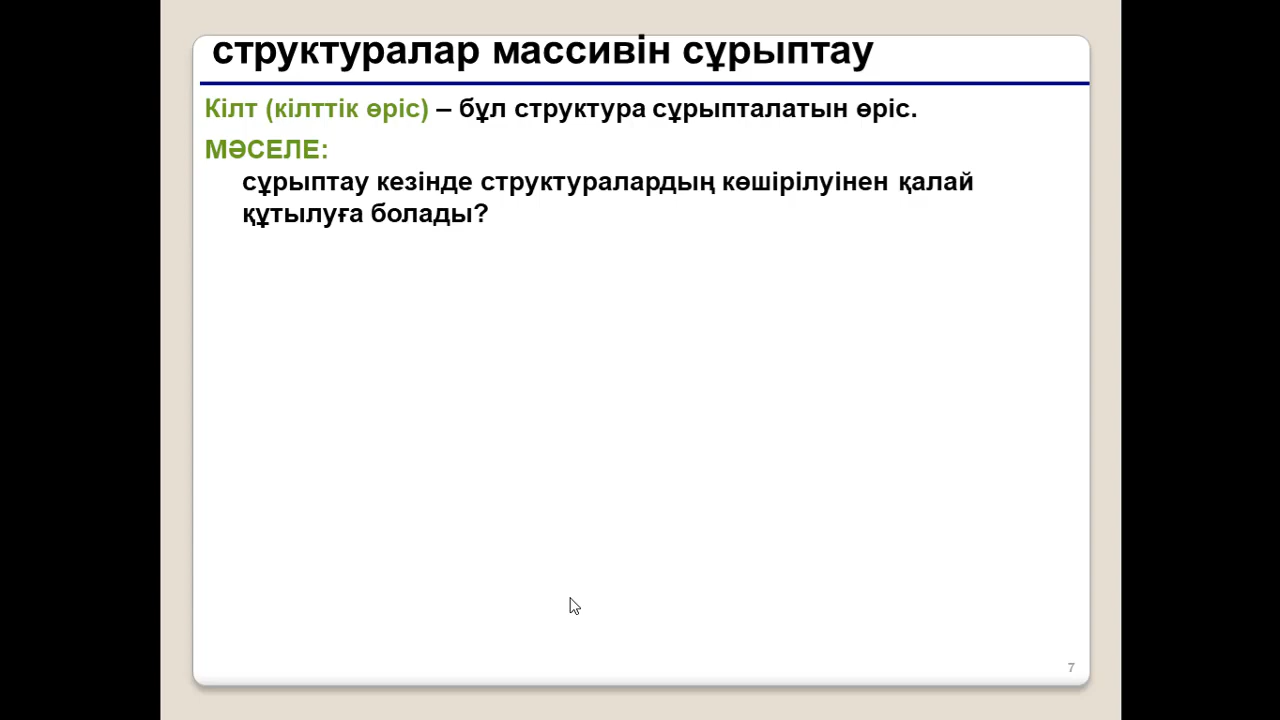 структуралар массивін сұрыптау
Кілт (кілттік өріс) – бұл структура сұрыпталатын өріс.
МӘСЕЛЕ:
сұрыптау кезінде структуралардың көшірілуінен қалай
құтылуға болады?
7